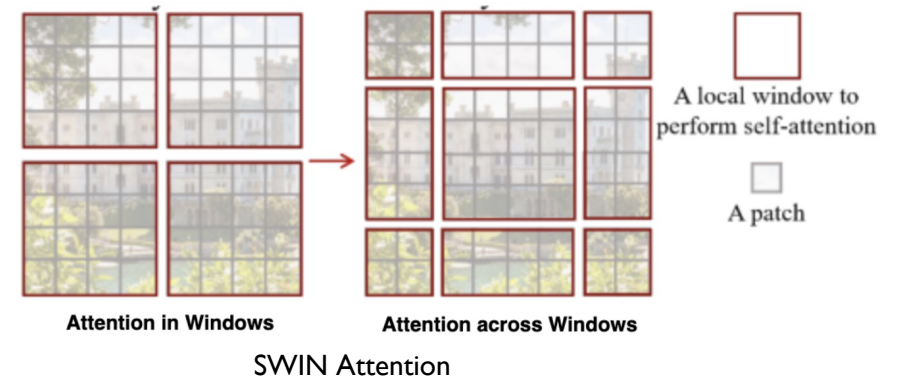 A local window to
perform self-attention
A patch
Attention in Windows
Attention across Windows
SWIN Attention